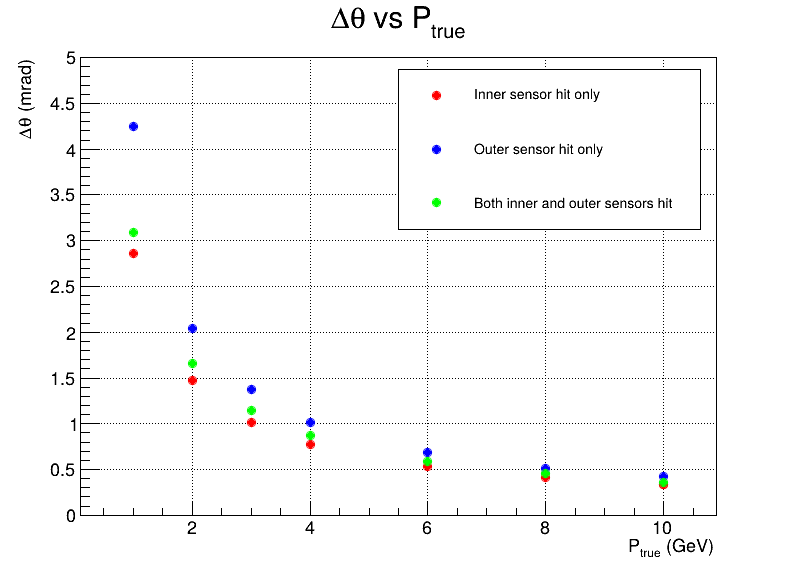 Δθ vs P_true
Δθ (mrad)
5
4.5
4
3.5
3
2.5
2
1.5
1
0.5
0
Inner sensor hit only
Outer sensor hit only
Both inner and outer sensors hit
2 4 6 8 10
P_true (GeV)